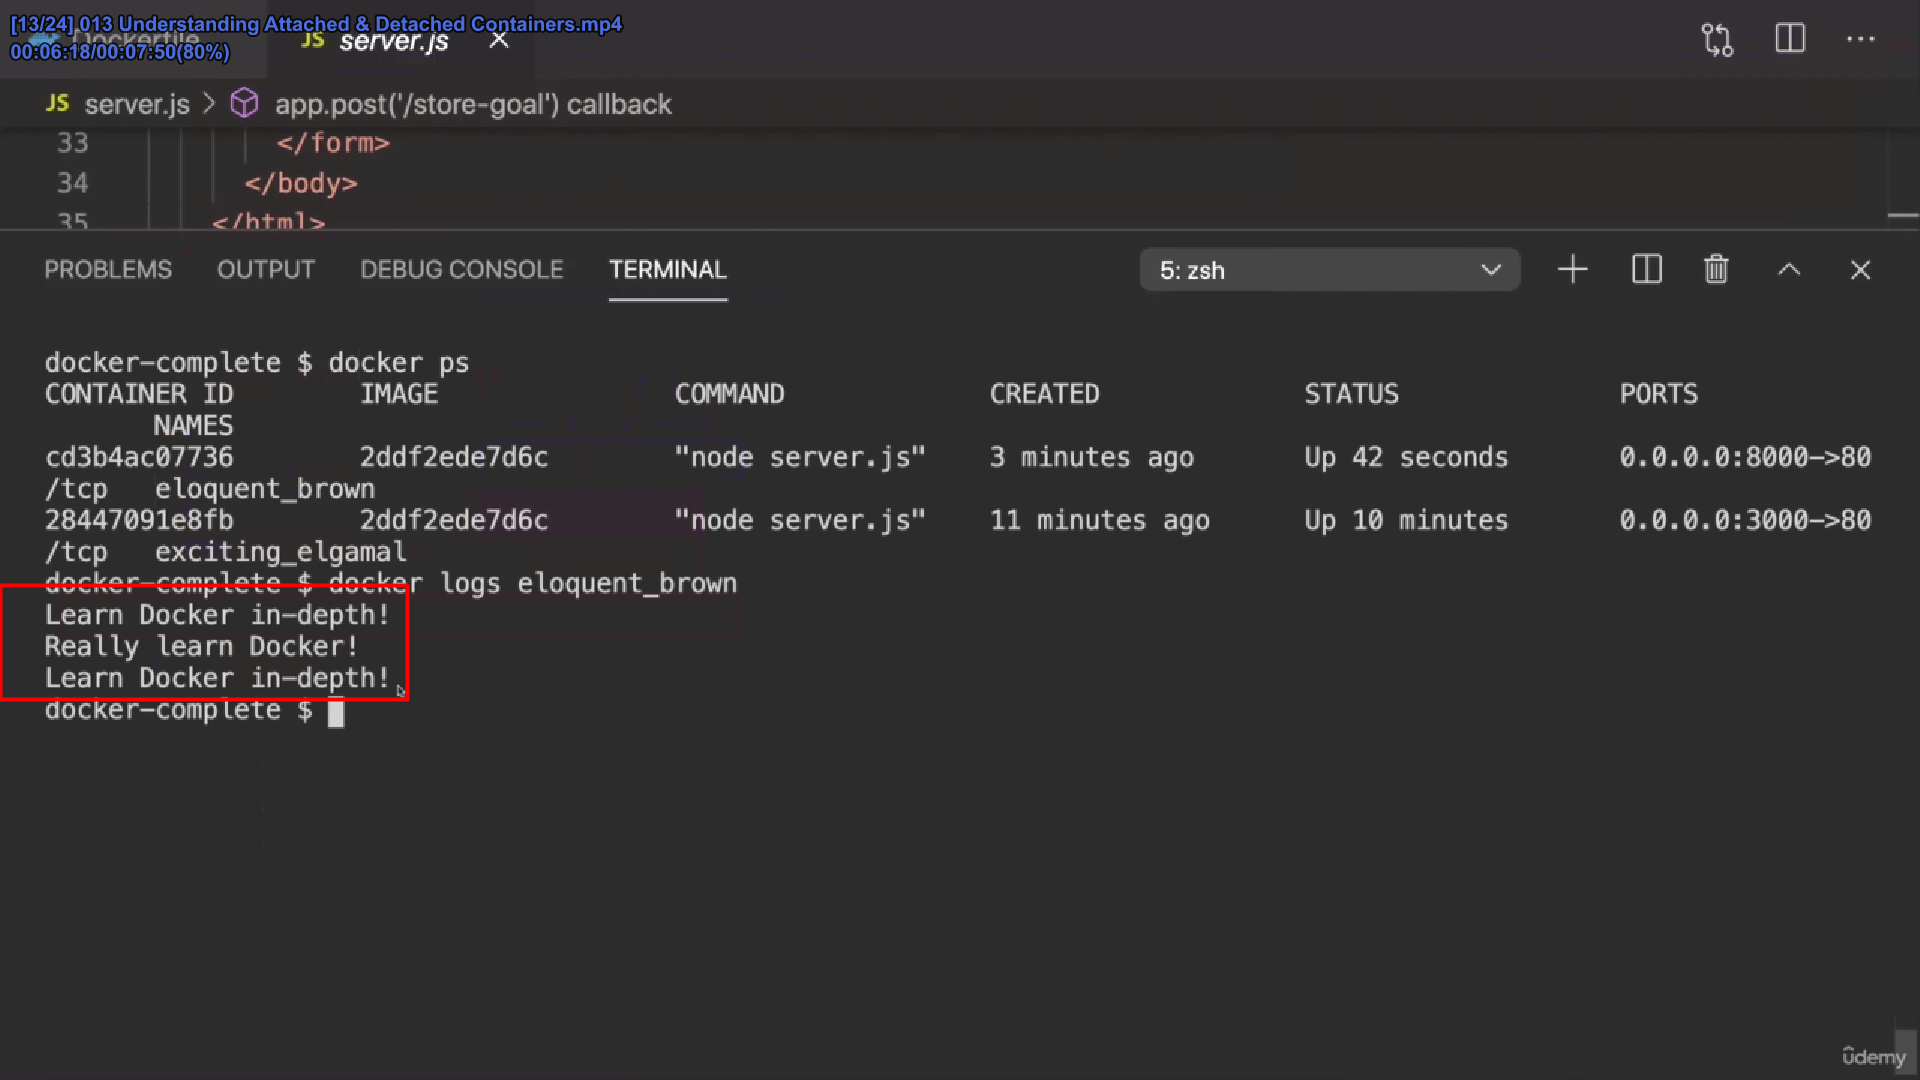 [13/24] 013 Understanding Attached & Detached Containers.mp4
00:06:18/00:07:50(80%)
Dockerfile
JS server.js
JS server.js > app.post('/store-goal') callback
33 </form>
34 </body>
35 </html>
PROBLEMS OUTPUT DEBUG CONSOLE TERMINAL 5: zsh
docker-complete $ docker ps
CONTAINER ID IMAGE COMMAND CREATED STATUS PORTS
NAMES
cd3b4ac07736 2ddf2ede7d6c "node server.js" 3 minutes ago Up 42 seconds 0.0.0.0:8000->80
/tcp eloquent_brown
28447091e8fb 2ddf2ede7d6c "node server.js" 11 minutes ago Up 10 minutes 0.0.0.0:3000->80
/tcp exciting_elgamal
docker-complete $ docker logs eloquent_brown
Learn Docker in-depth!
Really learn Docker!
Learn Docker in-depth!
docker-complete $
ûdemy